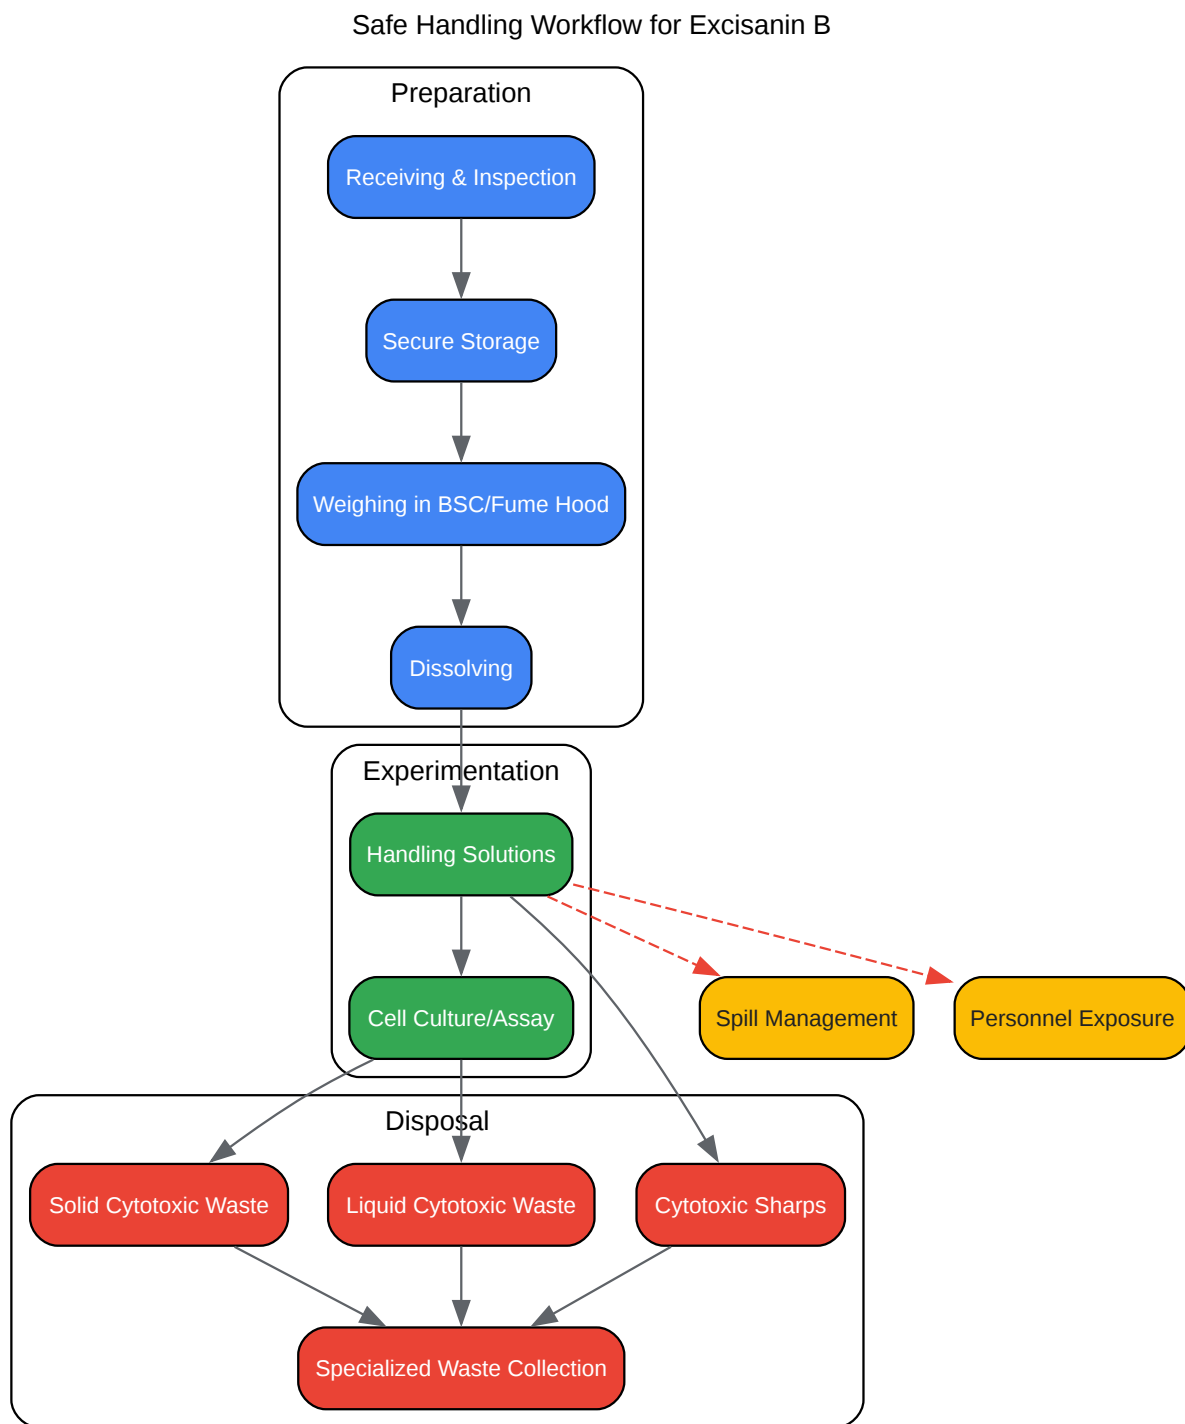 Safe Handling Workflow for Excisanin B
Preparation
Receiving & Inspection
Secure Storage
Weighing in BSC/Fume Hood
Dissolving
Experimentation
Handling Solutions
Cell Culture/Assay
Spill Management
Personnel Exposure
Disposal
Solid Cytotoxic Waste
Liquid Cytotoxic Waste
Cytotoxic Sharps
Specialized Waste Collection